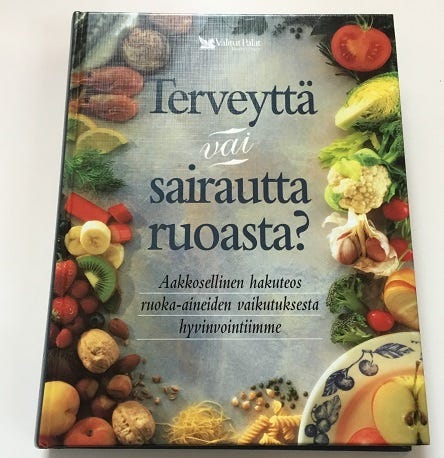 Valitut Palat
Terveyttä
vai
sairautta
ruoasta?
Aakkosellinen hakuteos
ruoka-aineiden vaikutuksesta
hyvinvointiimme